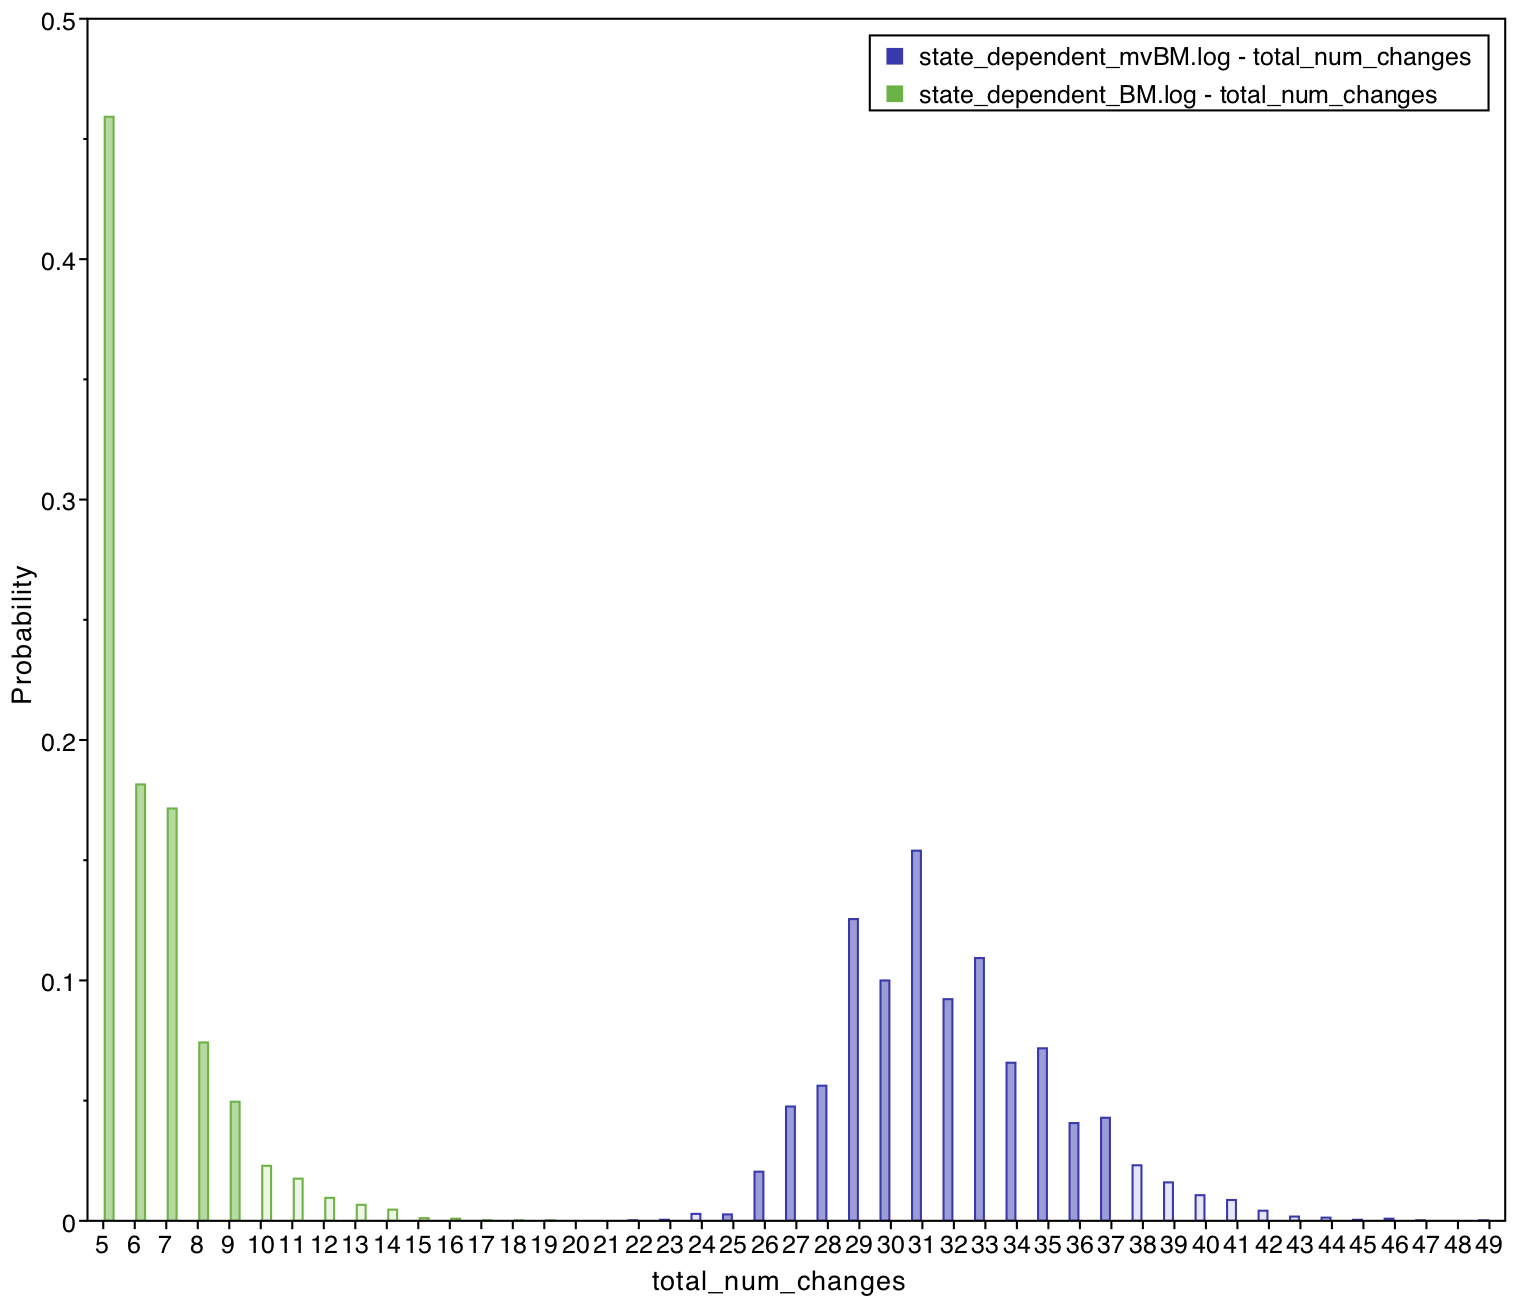 0.5
state_dependent_mvBM.log - total_num_changes
state_dependent_BM.log - total_num_changes
0.4
0.3
Probability
0.2
0.1
0
5 6 7 8 9 10 11 12 13 14 15 16 17 18 19 20 21 22 23 24 25 26 27 28 29 30 31 32 33 34 35 36 37 38 39 40 41 42 43 44 45 46 47 48 49
total_num_changes